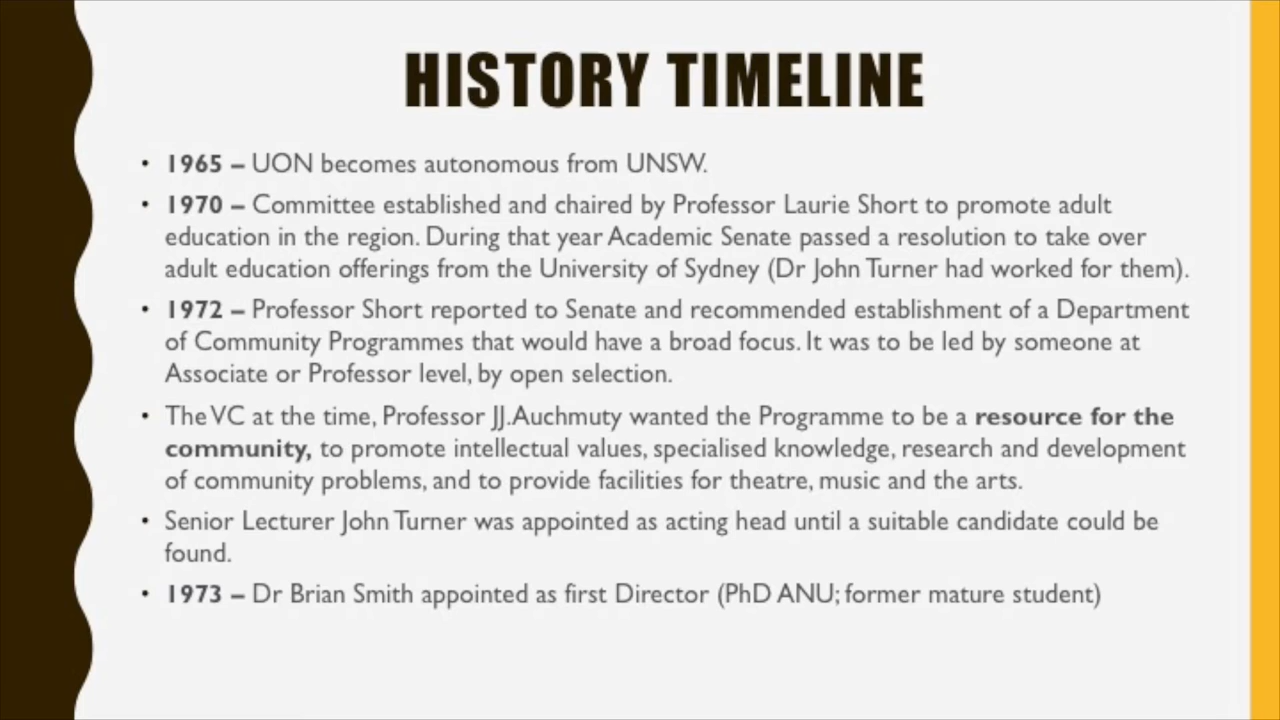 HISTORY TIMELINE
• 1965 – UON becomes autonomous from UNSW.
• 1970 – Committee established and chaired by Professor Laurie Short to promote adult
education in the region. During that year Academic Senate passed a resolution to take over
adult education offerings from the University of Sydney (Dr John Turner had worked for them).
• 1972 – Professor Short reported to Senate and recommended establishment of a Department
of Community Programmes that would have a broad focus. It was to be led by someone at
Associate or Professor level, by open selection.
• The VC at the time, Professor JJ. Auchmuty wanted the Programme to be a resource for the
community, to promote intellectual values, specialised knowledge, research and development
of community problems, and to provide facilities for theatre, music and the arts.
• Senior Lecturer John Turner was appointed as acting head until a suitable candidate could be
found.
• 1973 – Dr Brian Smith appointed as first Director (PhD ANU; former mature student)